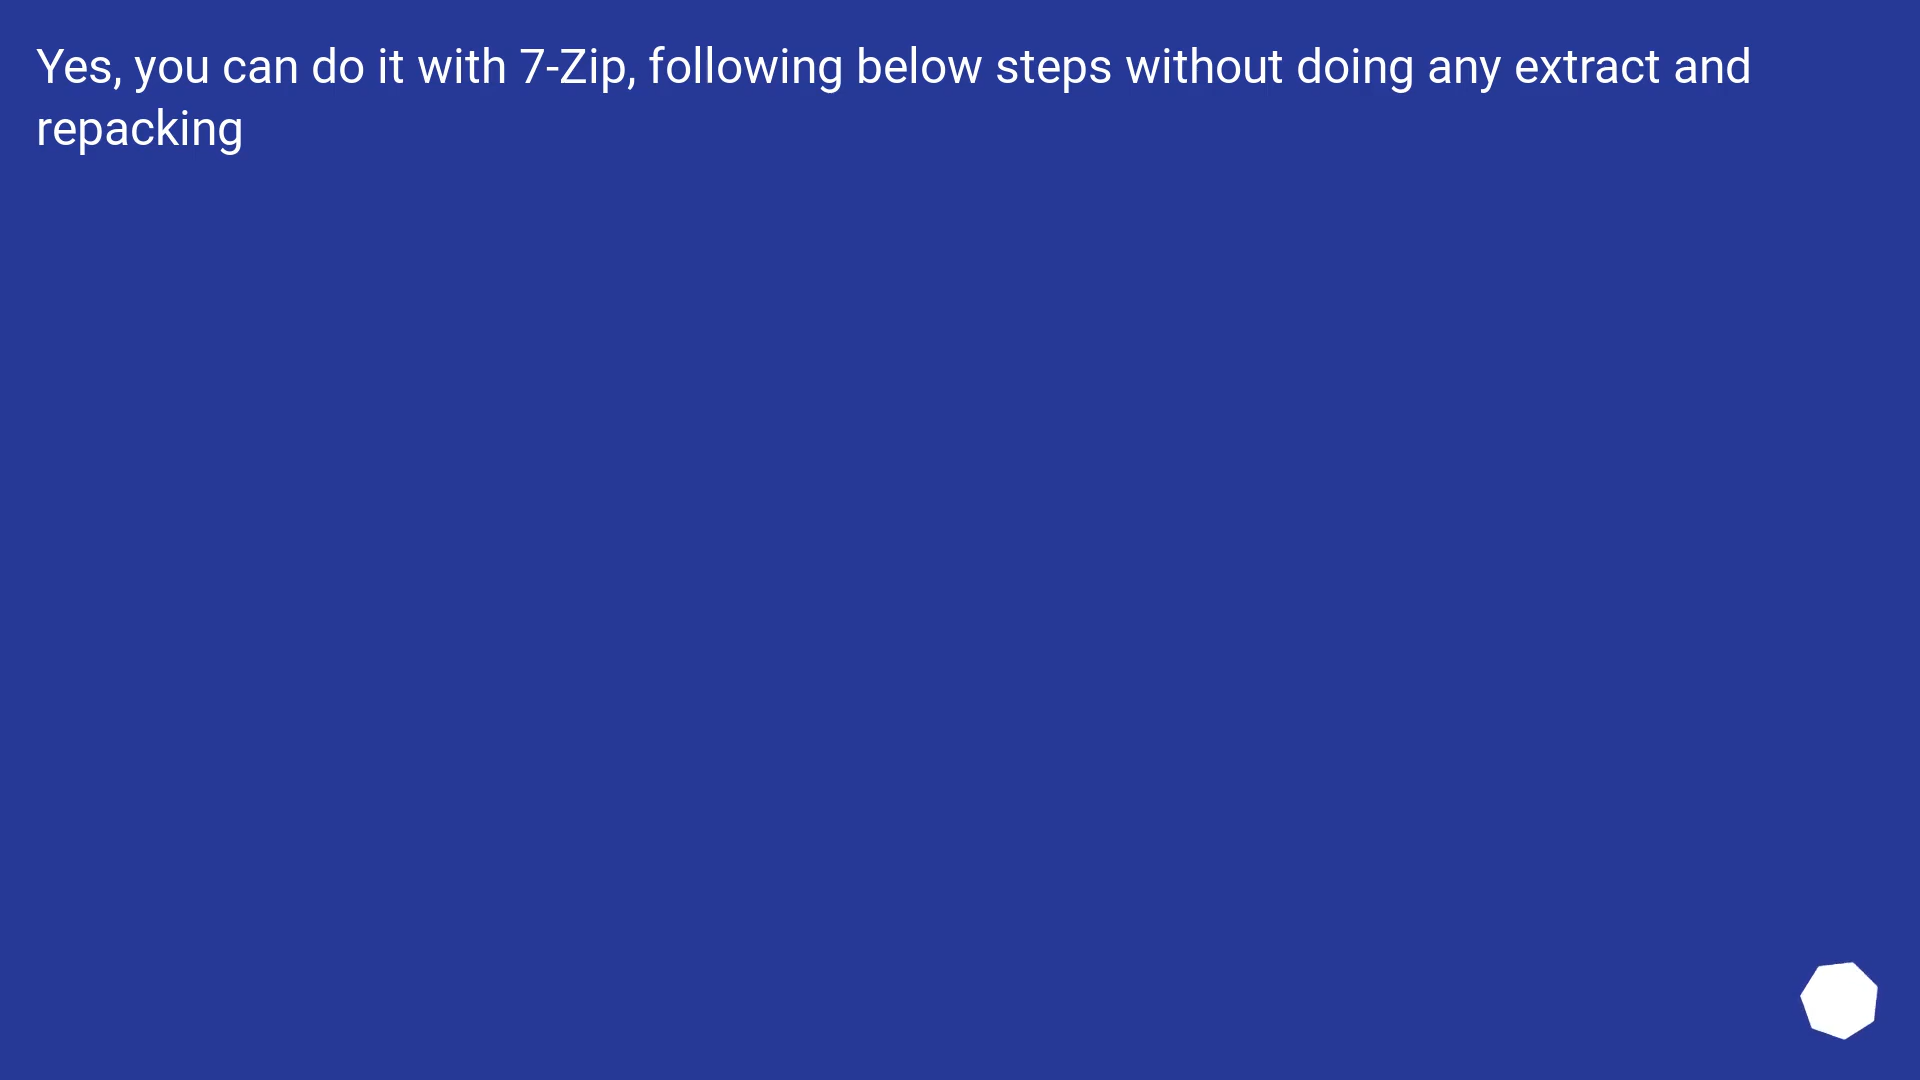 Yes, you can do it with 7-Zip, following below steps without doing any extract and
repacking